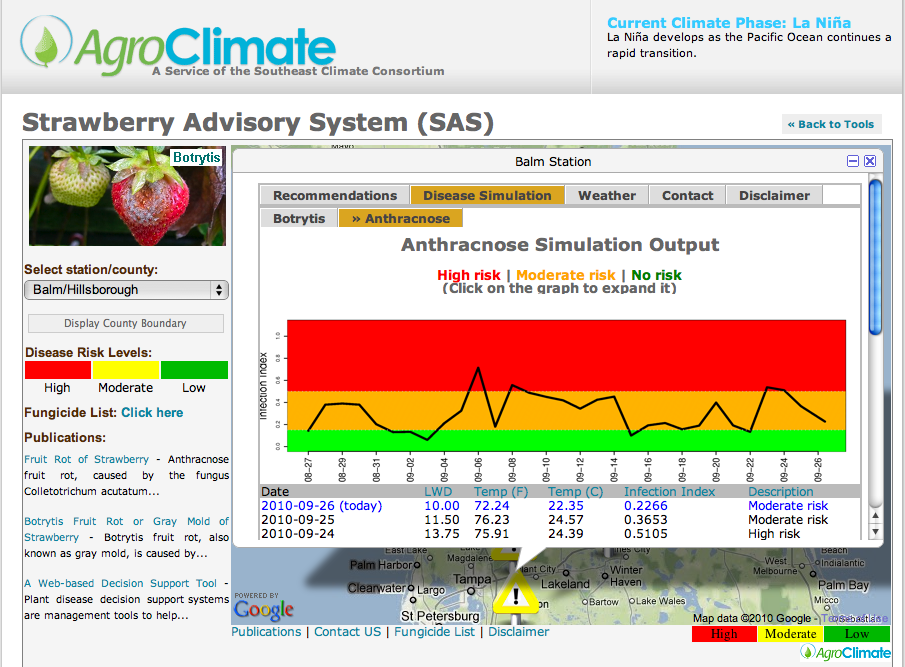 AgroClimate
A Service of the Southeast Climate Consortium
Current Climate Phase: La Niña
La Niña develops as the Pacific Ocean continues a
rapid transition.
Strawberry Advisory System (SAS)
« Back to Tools
Botrytis
Select station/county:
Balm/Hillsborough
Display County Boundary
Disease Risk Levels:
High Moderate Low
Fungicide List: Click here
Publications:
Fruit Rot of Strawberry - Anthracnose
fruit rot, caused by the fungus
Colletotrichum acutatum...
Botrytis Fruit Rot or Gray Mold of
Strawberry - Botrytis fruit rot, also
known as gray mold, is caused by...
A Web-based Decision Support Tool -
Plant disease decision support systems
are management tools to help...
Balm Station
Recommendations Disease Simulation Weather Contact Disclaimer
Botrytis » Anthracnose
Anthracnose Simulation Output
High risk | Moderate risk | No risk
(Click on the graph to expand it)
Infection Index
1.0
0.8
0.6
0.4
0.2
0.0
08-27 08-29 08-31 09-02 09-04 09-06 09-08 09-10 09-12 09-14 09-16 09-18 09-20 09-22 09-24 09-26
Date LWD Temp (F) Temp (C) Infection Index Description
2010-09-26 (today) 10.00 72.24 22.35 0.2266 Moderate risk
2010-09-25 11.50 76.23 24.57 0.3653 Moderate risk
2010-09-24 13.75 75.91 24.39 0.5105 High risk
East Lake
Magdalene
Palm Harbor
Clearwater
Largo
Tampa
St Petersburg
Lakeland
Winter
Haven
Bartow
Lake Wales
West
Melbourne
Beach
Indialantic
Palm Bay
Micco
Sebastian
!
POWERED BY
Google
Map data ©2010 Google -
Publications | Contact US | Fungicide List | Disclaimer
High Moderate Low
AgroClimate